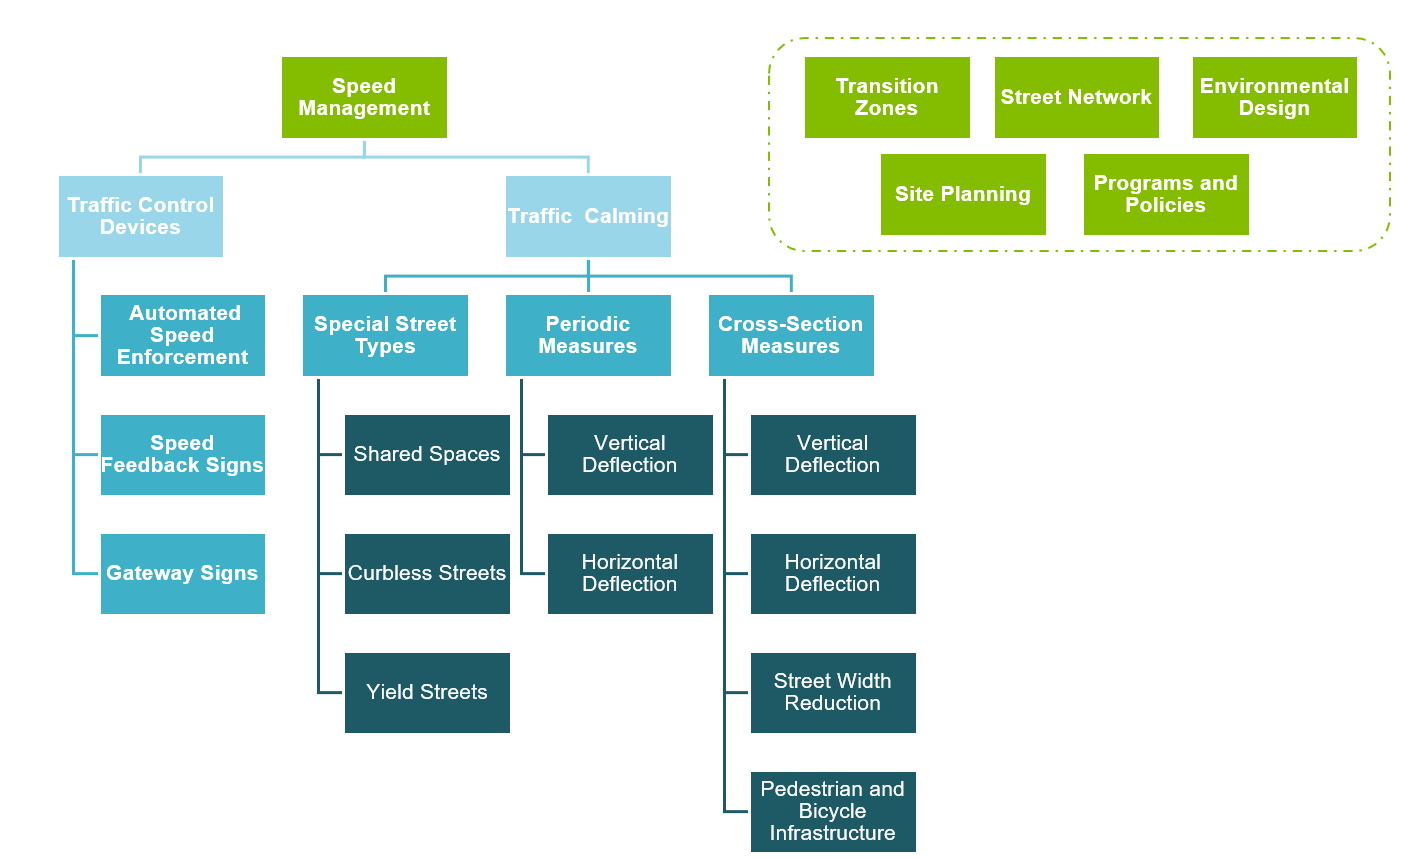 Speed
Management
Transition
Zones
Street Network
Environmental
Design
Site Planning
Programs and
Policies
Traffic Control
Devices
Traffic  Calming
Automated
Speed
Enforcement
Speed
Feedback Signs
Gateway Signs
Special Street
Types
Shared Spaces
Curbless Streets
Yield Streets
Periodic
Measures
Vertical
Deflection
Horizontal
Deflection
Cross-Section
Measures
Vertical
Deflection
Horizontal
Deflection
Street Width
Reduction
Pedestrian and
Bicycle
Infrastructure